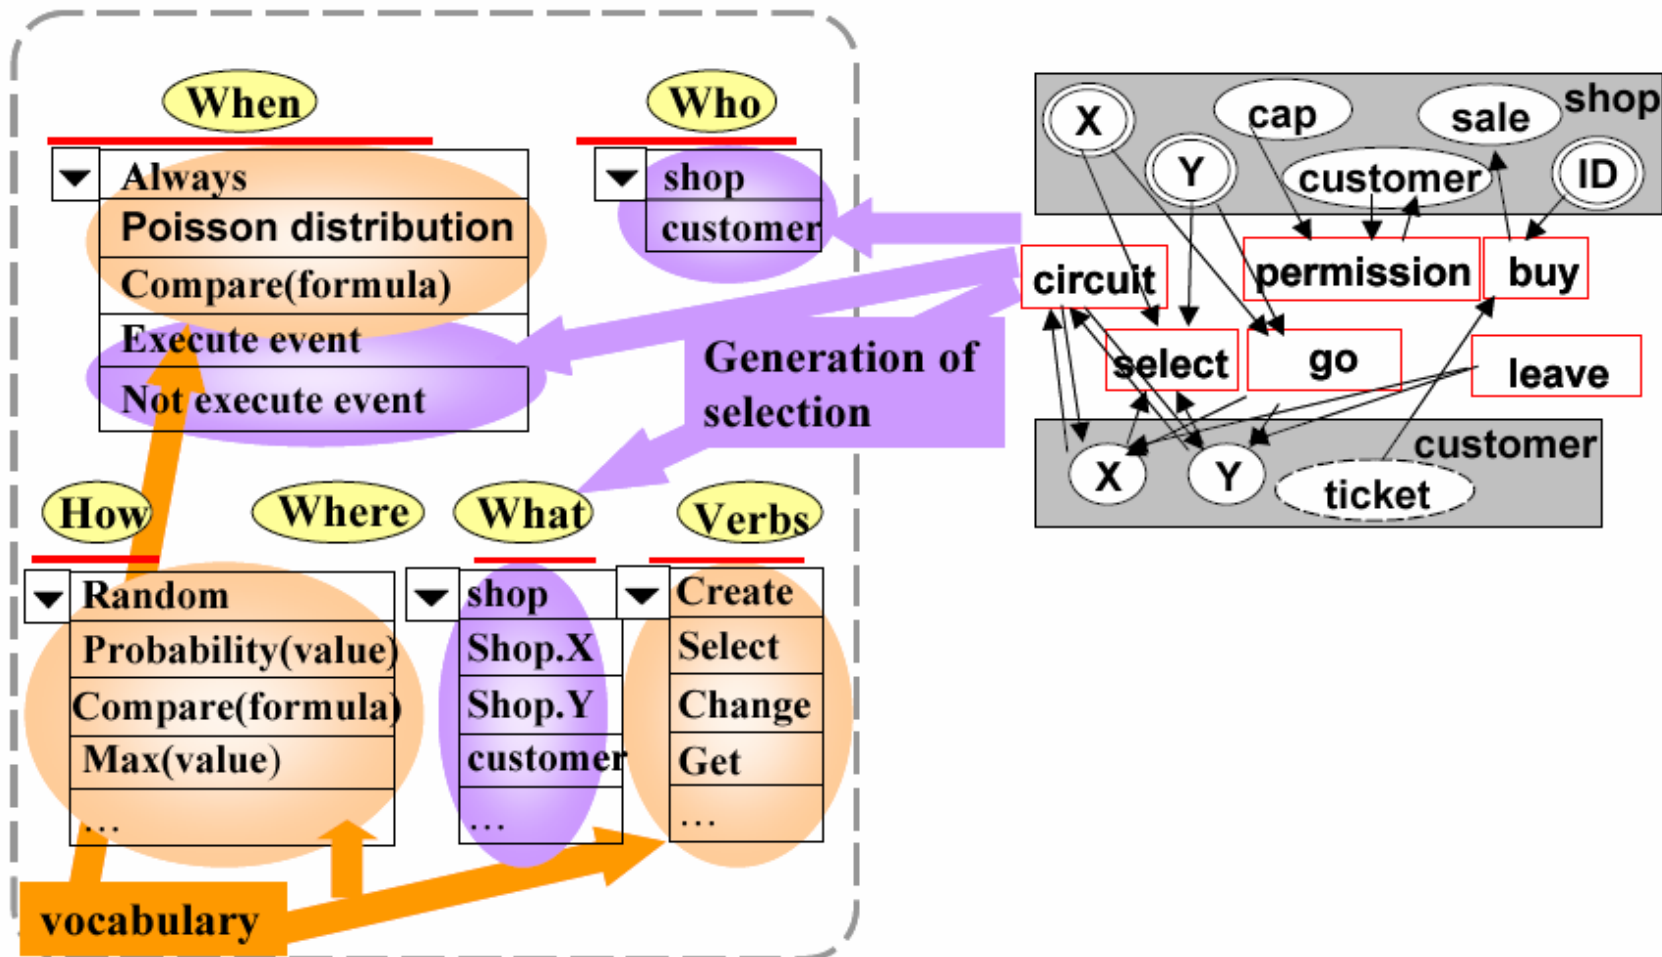 When
Always
Poisson distribution
Compare(formula)
Execute event
Not execute event
Who
shop
customer
Generation of
selection
How
Random
Probability(value)
Compare(formula)
Max(value)
…
Where
What
shop
Shop.X
Shop.Y
customer
…
Verbs
Create
Select
Change
Get
…
vocabulary
shop
X
cap
sale
Y
customer
ID
circuit
permission
buy
select
go
leave
customer
X
Y
ticket